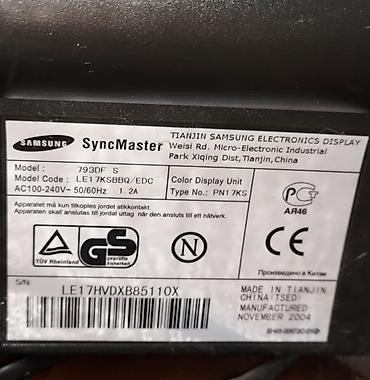 SAMSUNG SyncMaster
TIANJIN SAMSUNG ELECTRONICS DISPLAY
Weisi Rd. Micro-Electronic Industrial
Park Xiqing Dist,Tianjin,China
Model : 793DF S
Model Code : LE17KSBBQ/EDC
AC100-240V~ 50/60Hz 1.2A
Color Display Unit
Type No.: PN17KS
Apparatet må kun tilkoples jordet stikkontakt.
Apparaten skall anslutas till jordat uttag när den ansluts till ett nätverk.
TÜV Rheinland
geprüfte
Sicherheit
GS
N
АЯ46
CE
Произведено в Китае
S/N:
LE17HVDXB85110X
MADE IN TIANJIN
CHINA(TSED)
MANUFACTURED
NOVEMBER 2004